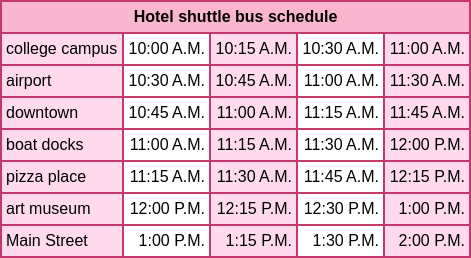 Hotel shuttle bus schedule
college campus 10:00 A.M. 10:15 A.M. 10:30 A.M. 11:00 A.M.
airport 10:30 A.M. 10:45 A.M. 11:00 A.M. 11:30 A.M.
downtown 10:45 A.M. 11:00 A.M. 11:15 A.M. 11:45 A.M.
boat docks 11:00 A.M. 11:15 A.M. 11:30 A.M. 12:00 P.M.
pizza place 11:15 A.M. 11:30 A.M. 11:45 A.M. 12:15 P.M.
art museum 12:00 P.M. 12:15 P.M. 12:30 P.M. 1:00 P.M.
Main Street 1:00 P.M. 1:15 P.M. 1:30 P.M. 2:00 P.M.